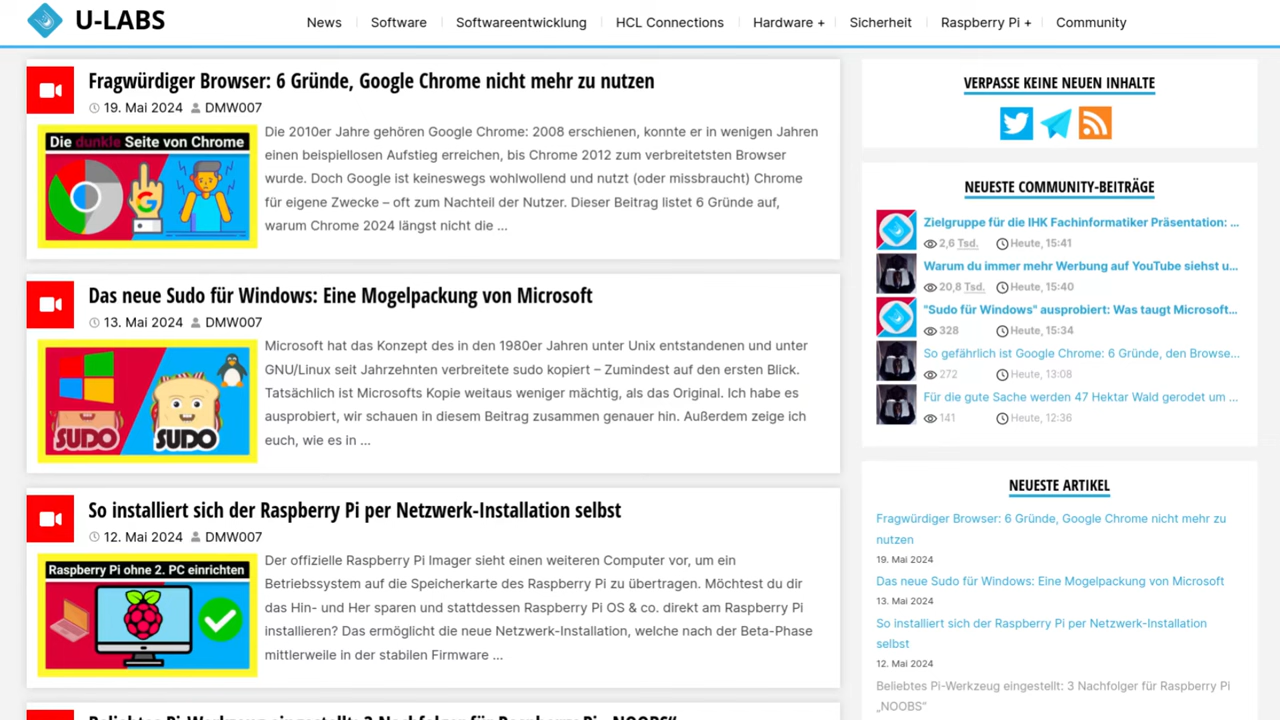 U-LABS
News
Software
Softwareentwicklung
HCL Connections
Hardware +
Sicherheit
Raspberry Pi +
Community
Fragwürdiger Browser: 6 Gründe, Google Chrome nicht mehr zu nutzen
19. Mai 2024 DMW007
Die dunkle Seite von Chrome
G
Die 2010er Jahre gehören Google Chrome: 2008 erschienen, konnte er in wenigen Jahren
einen beispiellosen Aufstieg erreichen, bis Chrome 2012 zum verbreitetsten Browser
wurde. Doch Google ist keineswegs wohlwollend und nutzt (oder missbraucht) Chrome
für eigene Zwecke – oft zum Nachteil der Nutzer. Dieser Beitrag listet 6 Gründe auf,
warum Chrome 2024 längst nicht die ...
Das neue Sudo für Windows: Eine Mogelpackung von Microsoft
13. Mai 2024 DMW007
SUDO
SUDO
Microsoft hat das Konzept des in den 1980er Jahren unter Unix entstandenen und unter
GNU/Linux seit Jahrzehnten verbreitete sudo kopiert – Zumindest auf den ersten Blick.
Tatsächlich ist Microsofts Kopie weitaus weniger mächtig, als das Original. Ich habe es
ausprobiert, wir schauen in diesem Beitrag zusammen genauer hin. Außerdem zeige ich
euch, wie es in ...
So installiert sich der Raspberry Pi per Netzwerk-Installation selbst
12. Mai 2024 DMW007
Raspberry Pi ohne 2. PC einrichten
Der offizielle Raspberry Pi Imager sieht einen weiteren Computer vor, um ein
Betriebssystem auf die Speicherkarte des Raspberry Pi zu übertragen. Möchtest du dir
das Hin- und Her sparen und stattdessen Raspberry Pi OS & co. direkt am Raspberry Pi
installieren? Das ermöglicht die neue Netzwerk-Installation, welche nach der Beta-Phase
mittlerweile in der stabilen Firmware ...
Beliebtes Pi-Werkzeug eingestellt: 3 Nachfolger für Raspberry Pi „NOOBS“
VERPASSE KEINE NEUEN INHALTE
NEUESTE COMMUNITY-BEITRÄGE
Zielgruppe für die IHK Fachinformatiker Präsentation: ...
2,6 Tsd. Heute, 15:41
Warum du immer mehr Werbung auf YouTube siehst u...
20,8 Tsd. Heute, 15:40
"Sudo für Windows" ausprobiert: Was taugt Microsoft...
328 Heute, 15:34
So gefährlich ist Google Chrome: 6 Gründe, den Browse...
272 Heute, 13:08
Für die gute Sache werden 47 Hektar Wald gerodet um ...
141 Heute, 12:36
NEUESTE ARTIKEL
Fragwürdiger Browser: 6 Gründe, Google Chrome nicht mehr zu
nutzen
19. Mai 2024
Das neue Sudo für Windows: Eine Mogelpackung von Microsoft
13. Mai 2024
So installiert sich der Raspberry Pi per Netzwerk-Installation
selbst
12. Mai 2024
Beliebtes Pi-Werkzeug eingestellt: 3 Nachfolger für Raspberry Pi
„NOOBS“